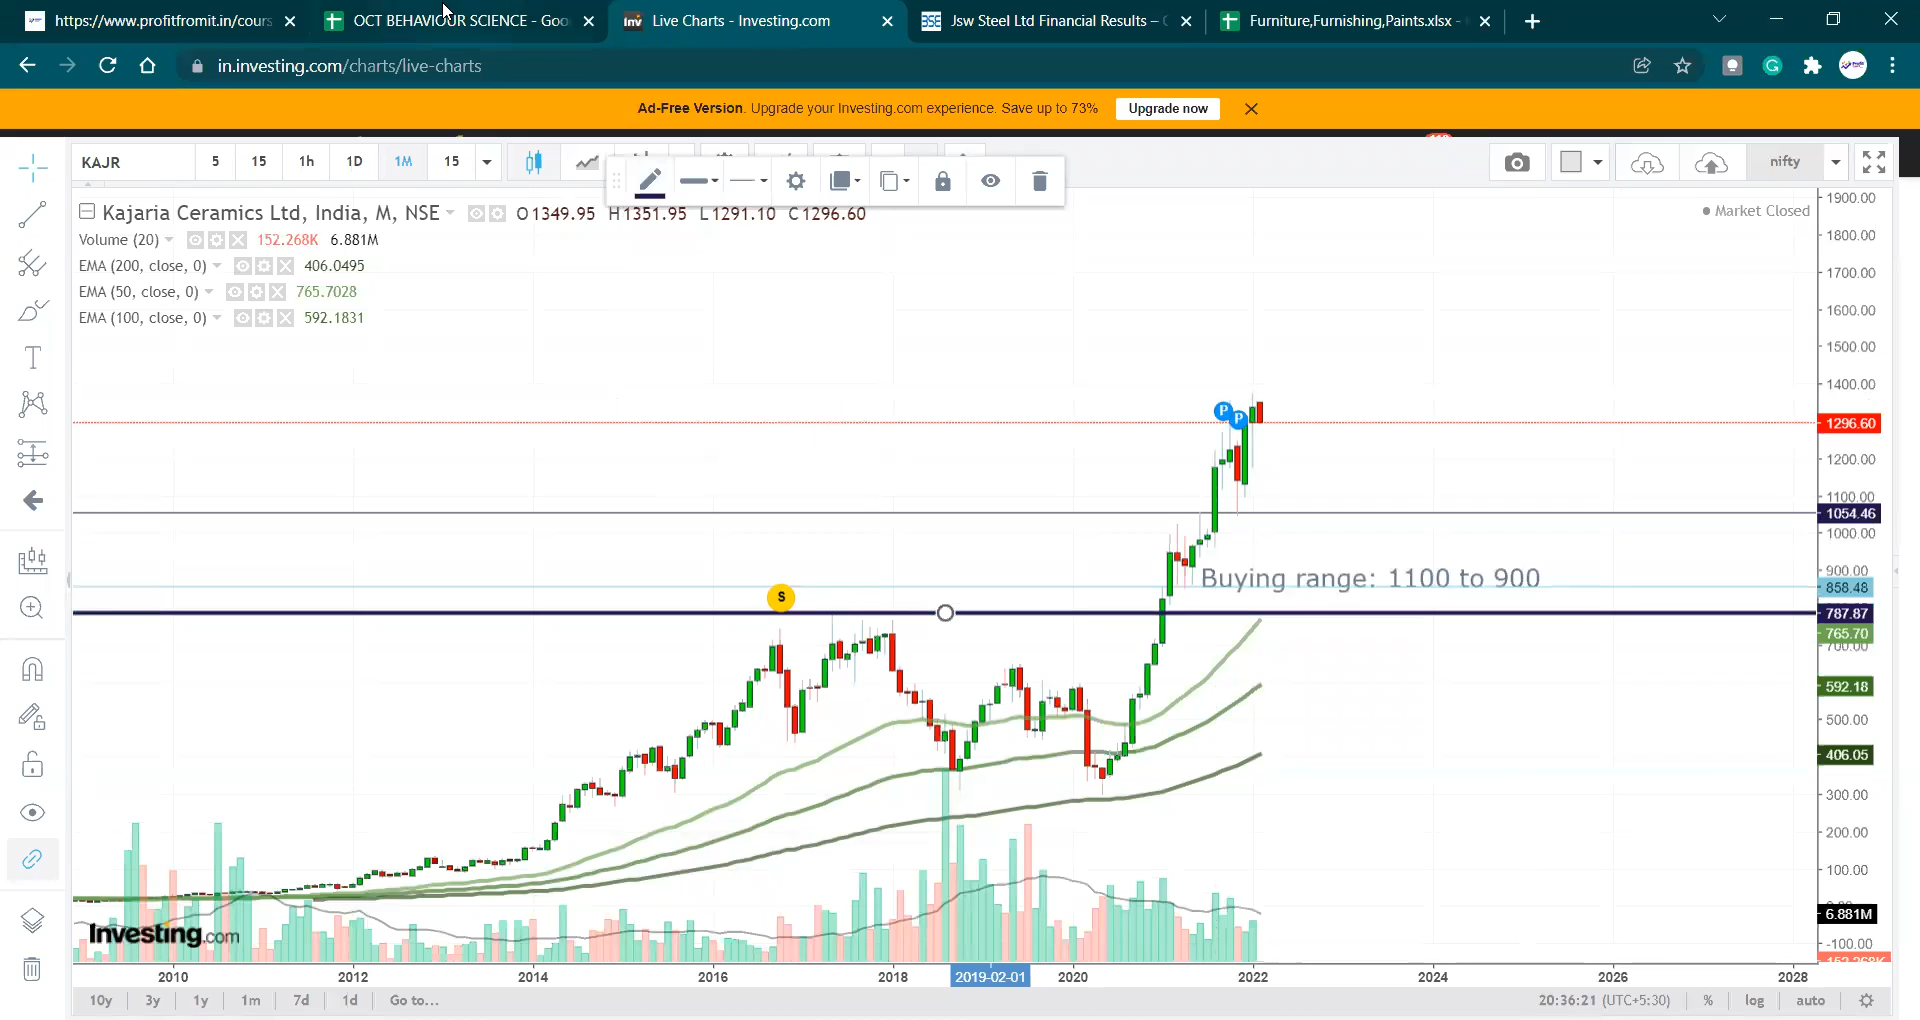 https://www.profitfromit.in/cours
OCT BEHAVIOUR SCIENCE - Goo
Live Charts - Investing.com
Jsw Steel Ltd Financial Results –
Furniture,Furnishing,Paints.xlsx -
in.investing.com/charts/live-charts
Ad-Free Version. Upgrade your Investing.com experience. Save up to 73% Upgrade now
KAJR 5 15 1h 1D 1M 15 nifty
Kajaria Ceramics Ltd, India, M, NSE O1349.95 H1351.95 L1291.10 C1296.60
Market Closed
Volume (20) 152.268K 6.881M
EMA (200, close, 0) 406.0495
EMA (50, close, 0) 765.7028
EMA (100, close, 0) 592.1831
1900.00
1800.00
1700.00
1600.00
1500.00
1400.00
P
P
1296.60
1200.00
1100.00
1054.46
1000.00
900.00
Buying range: 1100 to 900
858.48
S
787.87
765.70
700.00
592.18
500.00
406.05
300.00
200.00
100.00
6.881M
-100.00
152.268K
Investing.com
2010 2012 2014 2016 2018 2019-02-01 2020 2022 2024 2026 2028
10y 3y 1y 1m 7d 1d Go to... 20:36:21 (UTC+5:30) % log auto